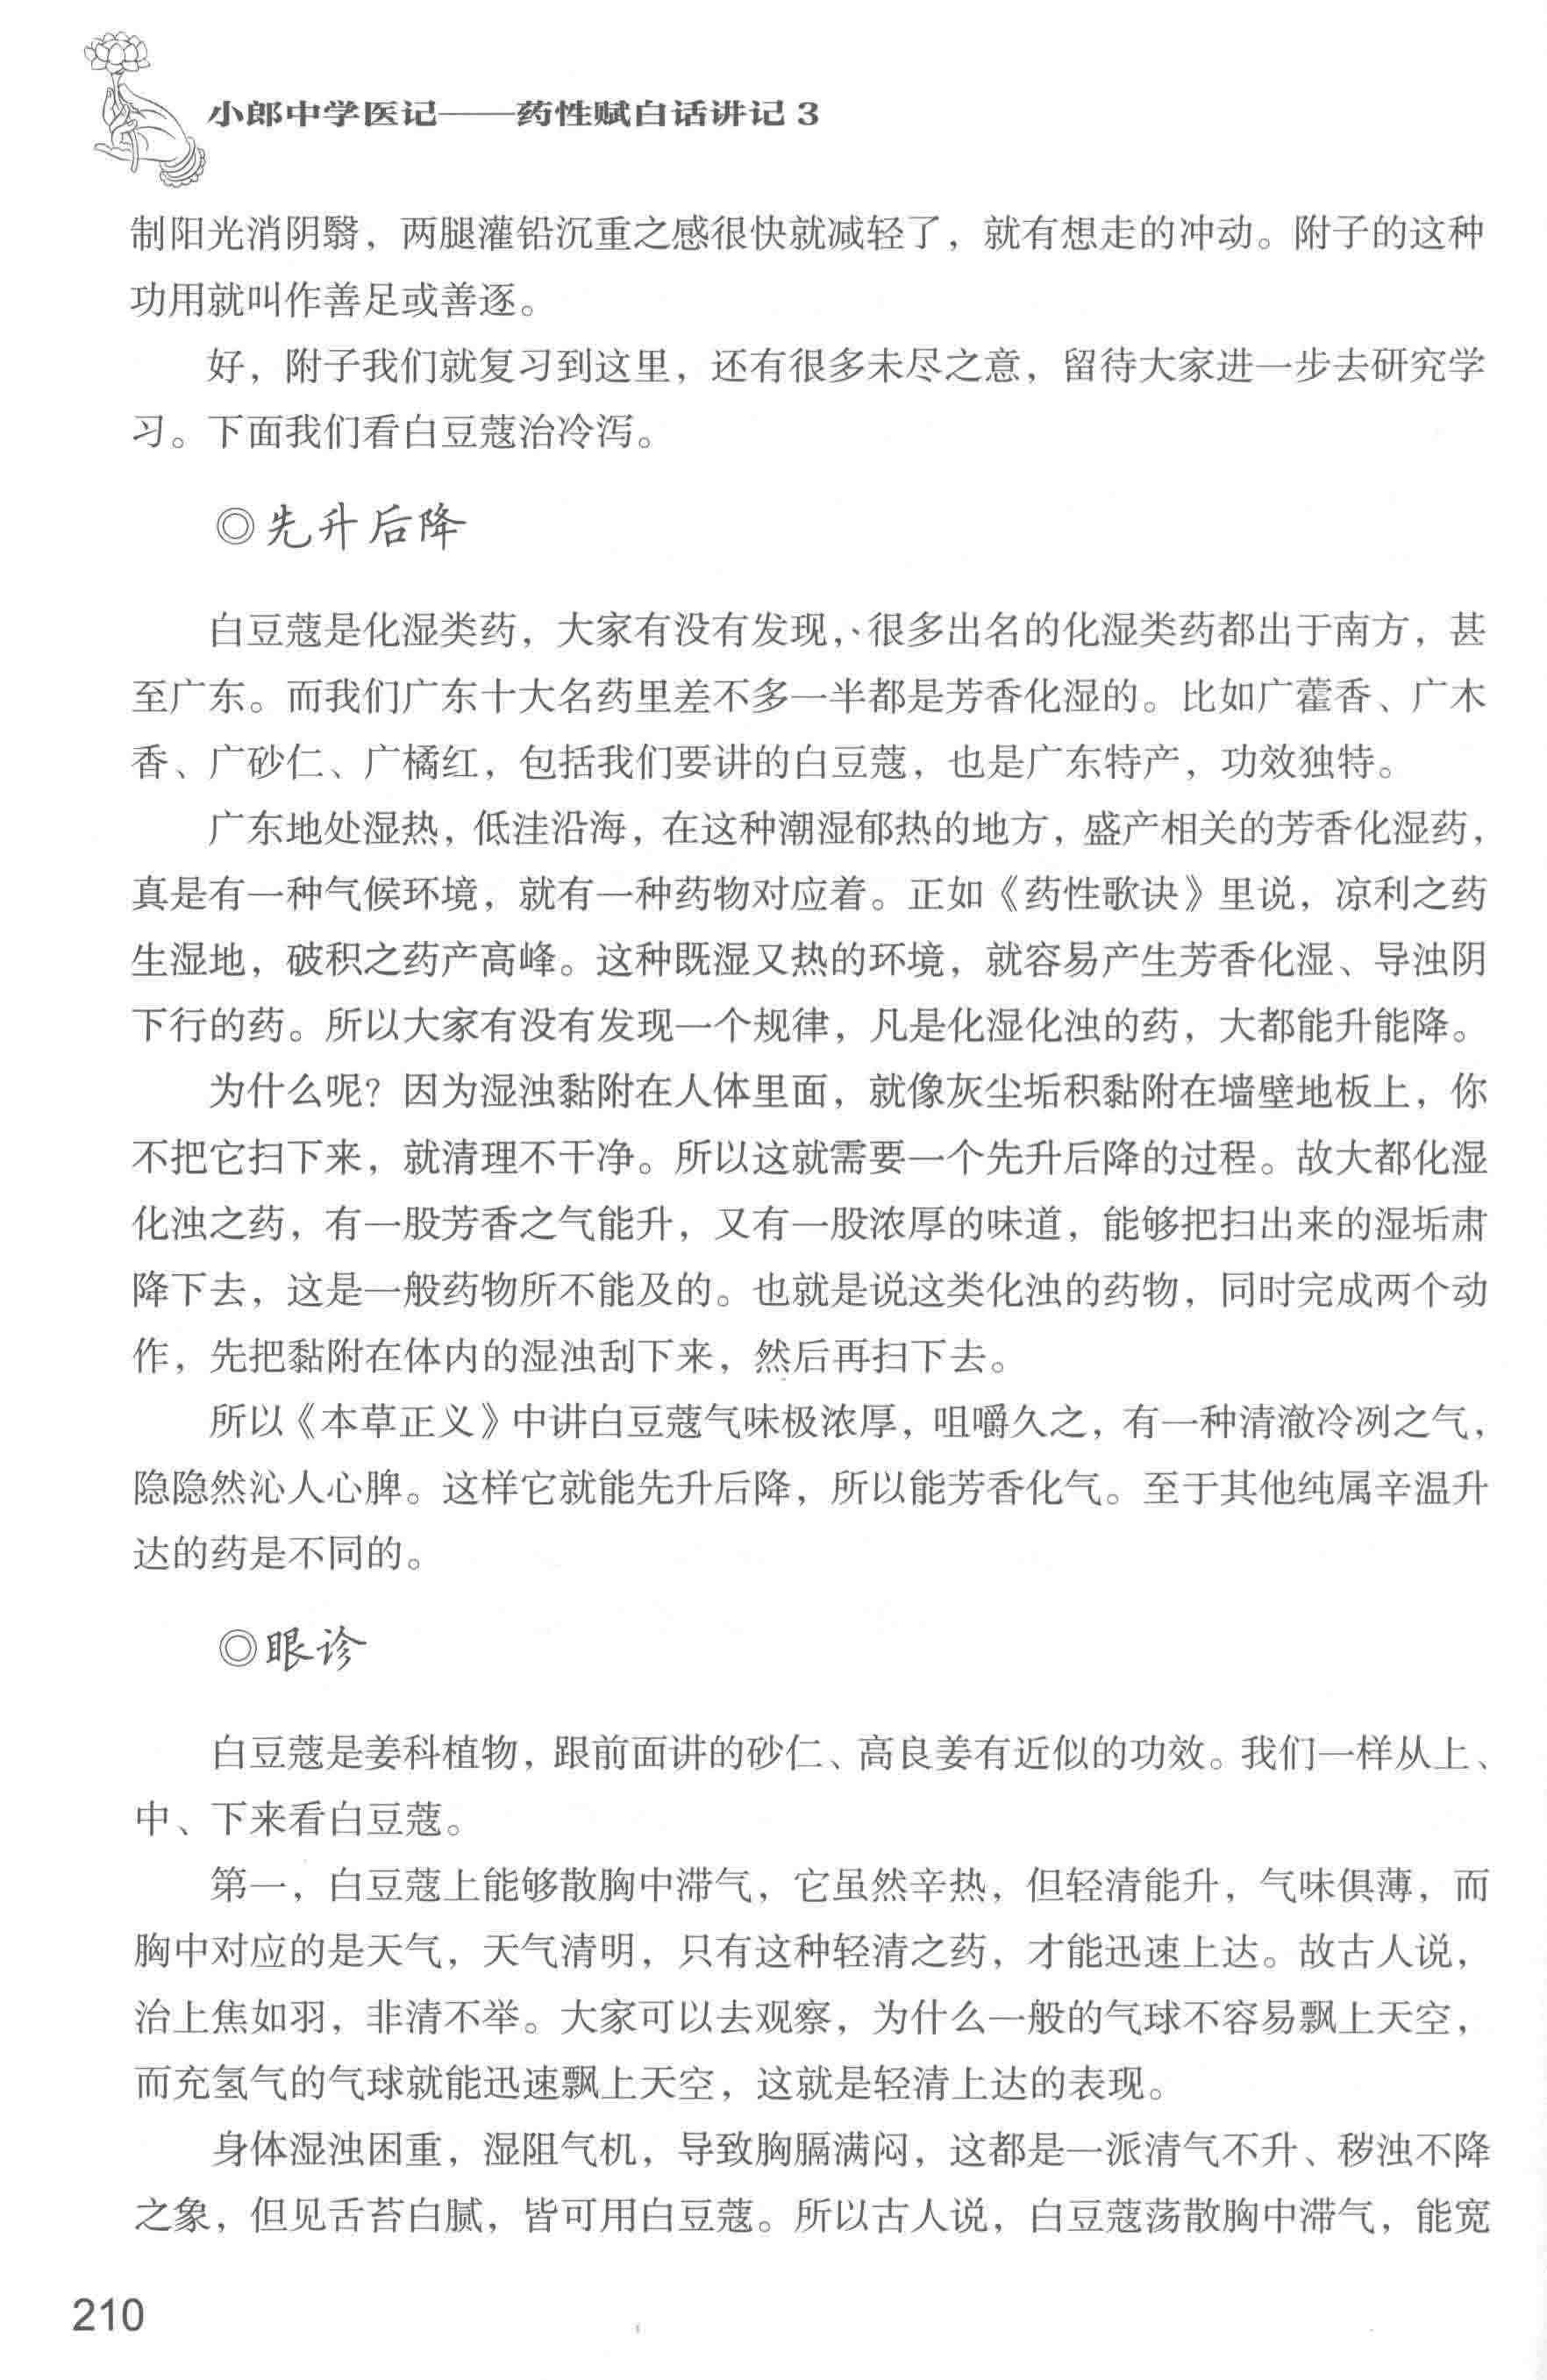 小郎中学医记——药性赋白话讲记 3
制阳光消阴翳，两腿灌铅沉重之感很快就减轻了，就有想走的冲动。附子的这种
功用就叫作善足或善逐。
好，附子我们就复习到这里，还有很多未尽之意，留待大家进一步去研究学
习。下面我们看白豆蔻治冷泻。
◎先升后降
白豆蔻是化湿类药，大家有没有发现，、很多出名的化湿类药都出于南方，甚
至广东。而我们广东十大名药里差不多一半都是芳香化湿的。比如广藿香、广木
香、广砂仁、广橘红，包括我们要讲的白豆蔻，也是广东特产，功效独特。
广东地处湿热，低洼沿海，在这种潮湿郁热的地方，盛产相关的芳香化湿药，
真是有一种气候环境，就有一种药物对应着。正如《药性歌诀》里说，凉利之药
生湿地，破积之药产高峰。这种既湿又热的环境，就容易产生芳香化湿、导浊阴
下行的药。所以大家有没有发现一个规律，凡是化湿化浊的药，大都能升能降。
为什么呢？因为湿浊黏附在人体里面，就像灰尘垢积黏附在墙壁地板上，你
不把它扫下来，就清理不干净。所以这就需要一个先升后降的过程。故大都化湿
化浊之药，有一股芳香之气能升，又有一股浓厚的味道，能够把扫出来的湿垢肃
降下去，这是一般药物所不能及的。也就是说这类化浊的药物，同时完成两个动
作，先把黏附在体内的湿浊刮下来，然后再扫下去。
所以《本草正义》中讲白豆蔻气味极浓厚，咀嚼久之，有一种清澈冷冽之气，
隐隐然沁人心脾。这样它就能先升后降，所以能芳香化气。至于其他纯属辛温升
达的药是不同的。
◎眼诊
白豆蔻是姜科植物，跟前面讲的砂仁、高良姜有近似的功效。我们一样从上、
中、下来看白豆蔻。
第一，白豆蔻上能够散胸中滞气，它虽然辛热，但轻清能升，气味俱薄，而
胸中对应的是天气，天气清明，只有这种轻清之药，才能迅速上达。故古人说，
治上焦如羽，非清不举。大家可以去观察，为什么一般的气球不容易飘上天空，
而充氢气的气球就能迅速飘上天空，这就是轻清上达的表现。
身体湿浊困重，湿阻气机，导致胸膈满闷，这都是一派清气不升、秽浊不降
之象，但见舌苔白腻，皆可用白豆蔻。所以古人说，白豆蔻荡散胸中滞气，能宽
210